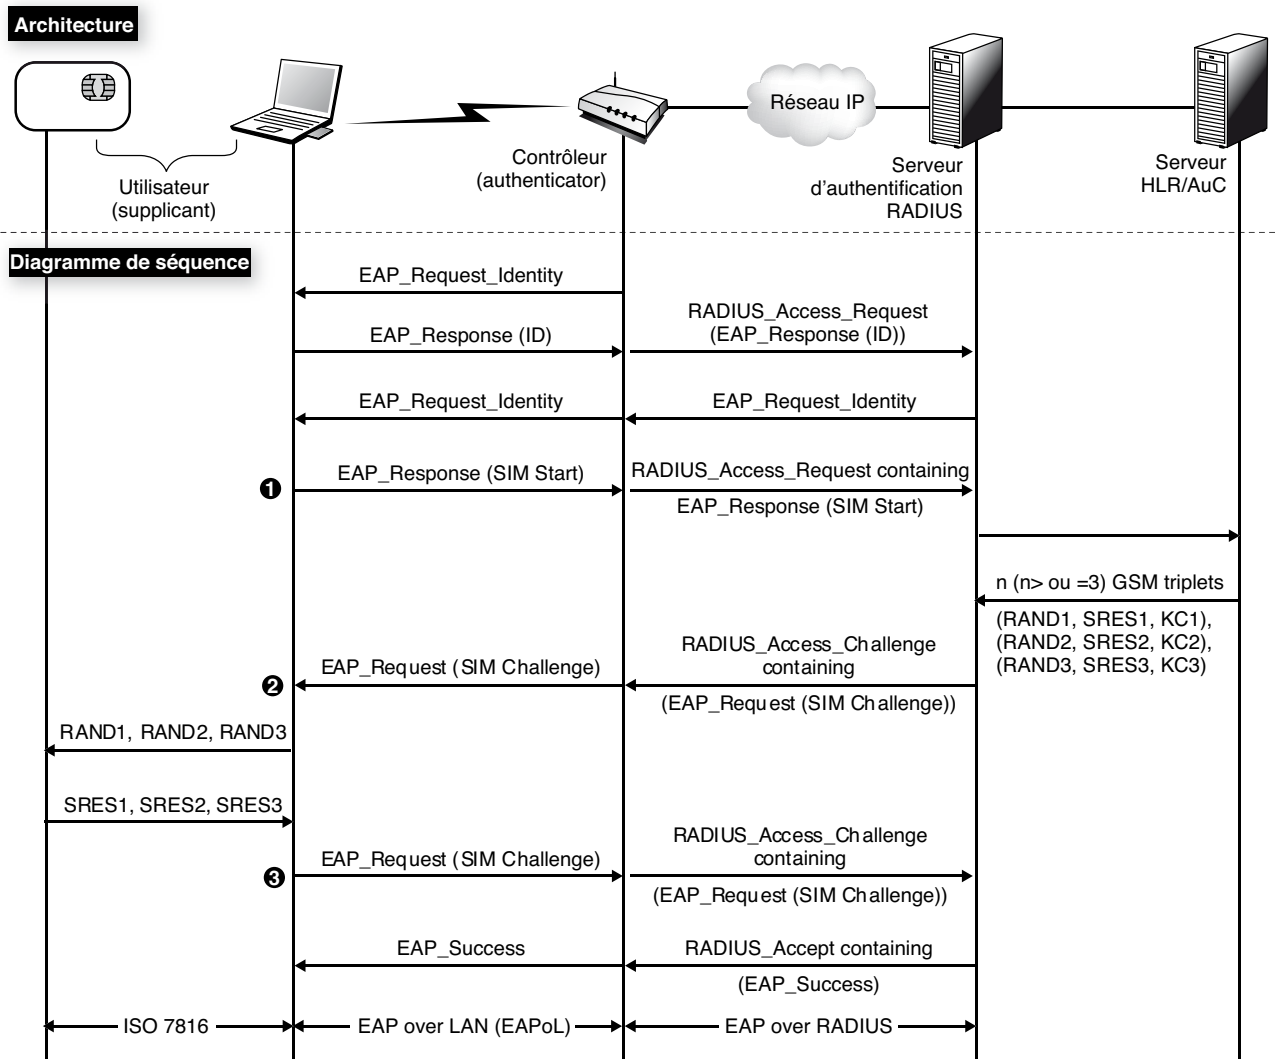 Architecture
Réseau IP
Contrôleur
(authenticator)
Utilisateur
(supplicant)
Serveur
d'authentification
RADIUS
Serveur
HLR/AuC
Diagramme de séquence
EAP_Request_Identity
EAP_Response (ID)
RADIUS_Access_Request
(EAP_Response (ID))
EAP_Request_Identity
EAP_Request_Identity
1
EAP_Response (SIM Start)
RADIUS_Access_Request containing
EAP_Response (SIM Start)
n (n> ou =3) GSM triplets
(RAND1, SRES1, KC1),
(RAND2, SRES2, KC2),
(RAND3, SRES3, KC3)
2
EAP_Request (SIM Challenge)
RADIUS_Access_Challenge
containing
(EAP_Request (SIM Challenge))
RAND1, RAND2, RAND3
SRES1, SRES2, SRES3
3
EAP_Request (SIM Challenge)
RADIUS_Access_Challenge
containing
(EAP_Request (SIM Challenge))
EAP_Success
RADIUS_Accept containing
(EAP_Success)
ISO 7816
EAP over LAN (EAPoL)
EAP over RADIUS